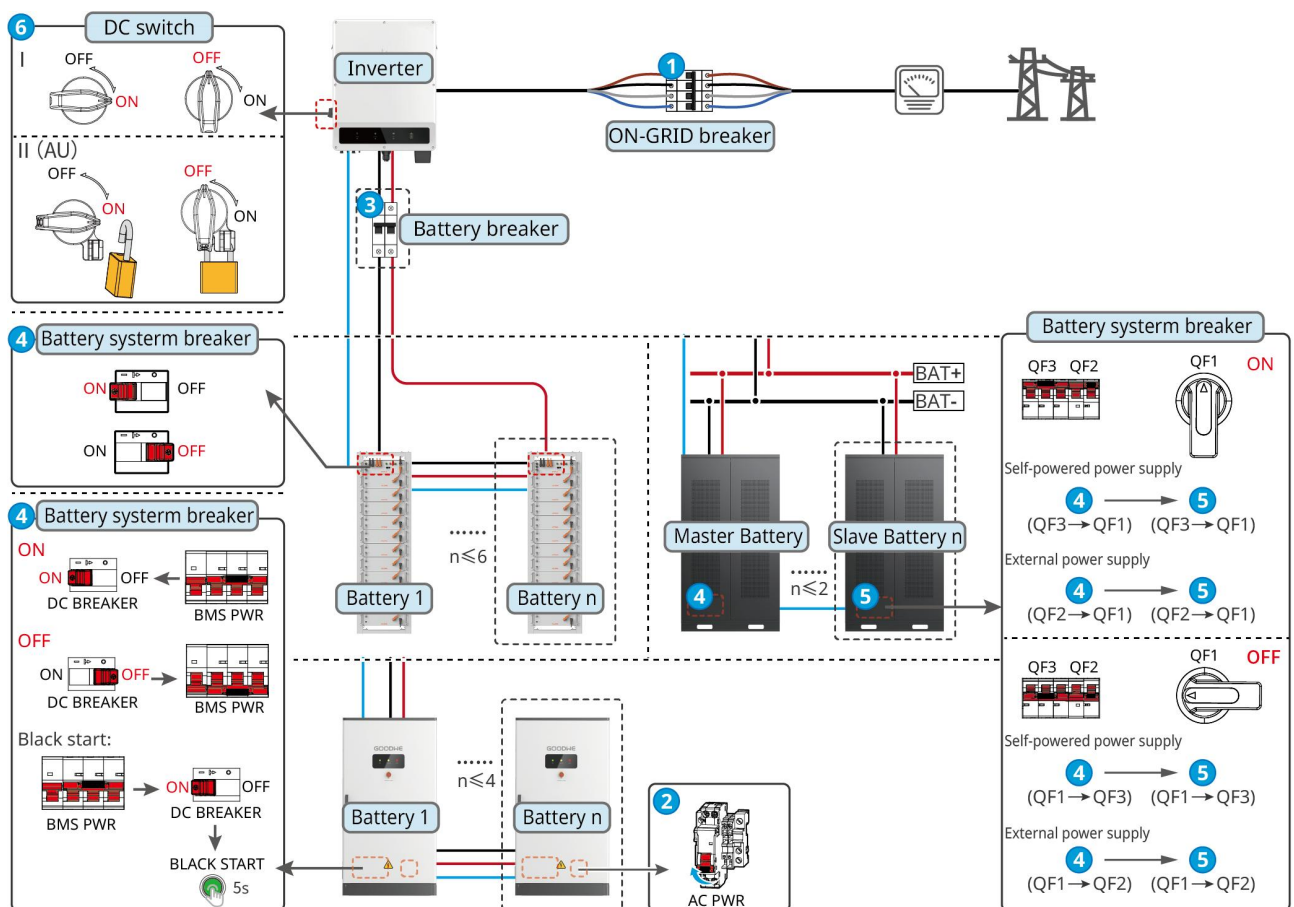 6
DC switch
I
OFF
ON
OFF
ON
II (AU)
OFF
ON
OFF
ON
Inverter
1
ON-GRID breaker
3
Battery breaker
4
Battery systerm breaker
ON
OFF
ON
OFF
4
Battery systerm breaker
ON
ON
OFF
DC BREAKER
BMS PWR
OFF
ON
OFF
DC BREAKER
BMS PWR
Black start:
BMS PWR
ON
OFF
DC BREAKER
BLACK START
5s
Battery 1
......
n≤6
Battery n
BAT+
BAT-
Master Battery
Slave Battery n
......
n≤2
4
5
GOODWE
GOODWE
......
n≤4
Battery 1
Battery n
2
AC PWR
Battery systerm breaker
QF3 QF2
QF1
ON
Self-powered power supply
4 → 5
(QF3→QF1) (QF3→QF1)
External power supply
4 → 5
(QF2→QF1) (QF2→QF1)
QF3 QF2
QF1
OFF
Self-powered power supply
4 → 5
(QF1→QF3) (QF1→QF3)
External power supply
4 → 5
(QF1→QF2) (QF1→QF2)